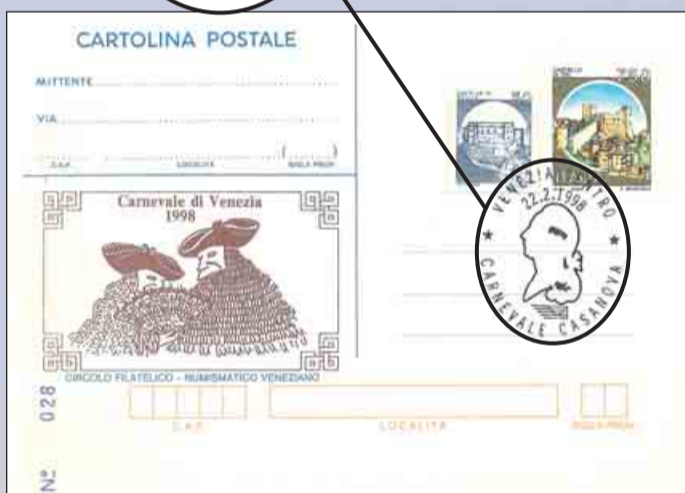 CARTOLINA POSTALE
MITTENTE
VIA
( )
C.A.P. LOCALITÀ SIGLA PROV.
Carnevale di Venezia
1998
CIRCOLO FILATELICO - NUMISMATICO VENEZIANO
VENEZIA CENTRO
22.2.1998
CARNEVALE CASANOVA
C.A.P. LOCALITÀ SIGLA PROV.
Nº 028